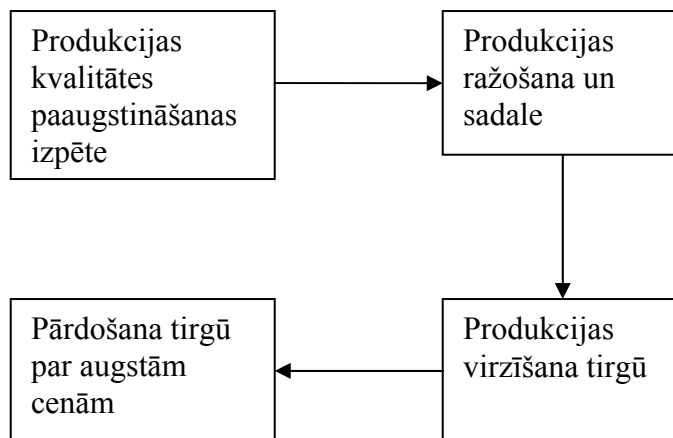 Produkcijas
kvalitātes
paaugstināšanas
izpēte
Produkcijas
ražošana un
sadale
Pārdošana tirgū
par augstām
cenām
Produkcijas
virzīšana tirgū